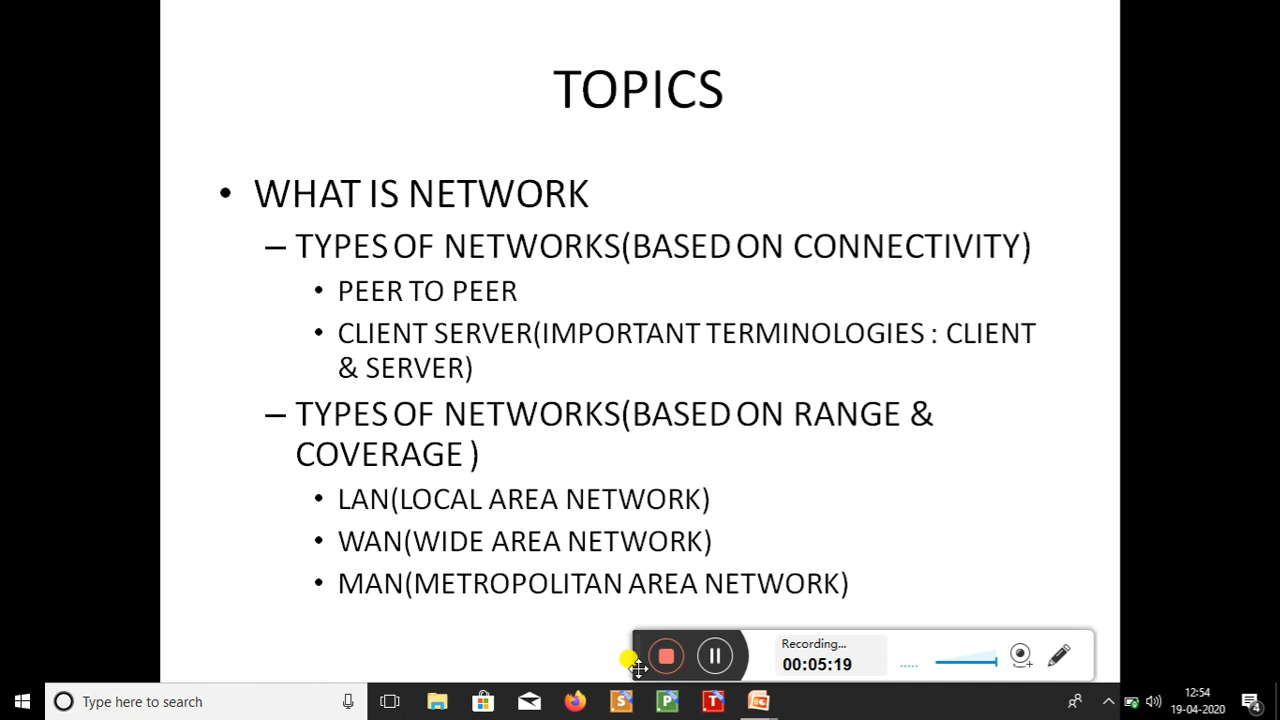 TOPICS
• WHAT IS NETWORK
– TYPES OF NETWORKS(BASED ON CONNECTIVITY)
• PEER TO PEER
• CLIENT SERVER(IMPORTANT TERMINOLOGIES : CLIENT
& SERVER)
– TYPES OF NETWORKS(BASED ON RANGE &
COVERAGE )
• LAN(LOCAL AREA NETWORK)
• WAN(WIDE AREA NETWORK)
• MAN(METROPOLITAN AREA NETWORK)
Recording...
00:05:19
Type here to search
S
P
T
12:54
19-04-2020
4